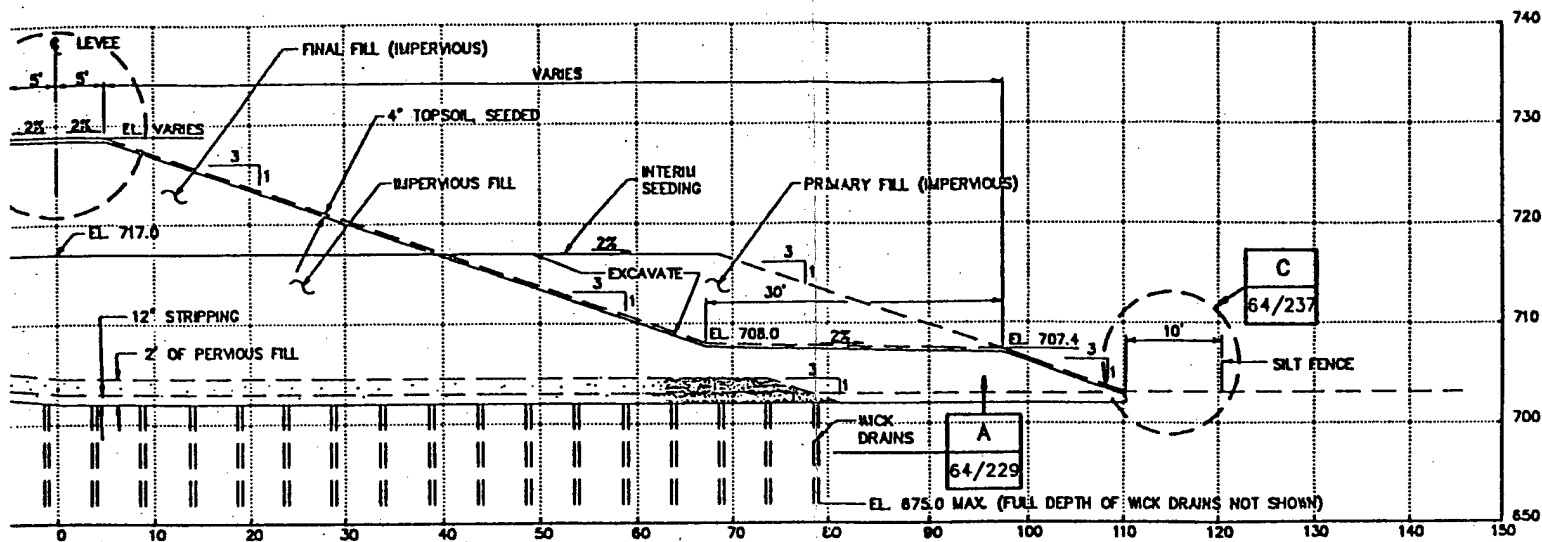 740
℄ LEVEE
FINAL FILL (IMPERVIOUS)
5' 5'
VARIES
4" TOPSOIL, SEEDED
730
2% 2% EL. VARIES
3
1
IMPERVIOUS FILL
INTERIM
SEEDING
PRIMARY FILL (IMPERVIOUS)
720
EL. 717.0
2%
3
1
C
64/237
EXCAVATE
3
1
30'
12" STRIPPING
710
EL. 708.0
2%
EL. 707.4
10'
3
1
2' OF PERVIOUS FILL
SILT FENCE
3
1
700
WICK
DRAINS
A
64/229
EL. 675.0 MAX. (FULL DEPTH OF WICK DRAINS NOT SHOWN)
650
0 10 20 30 40 50 60 70 80 90 100 110 120 130 140 150